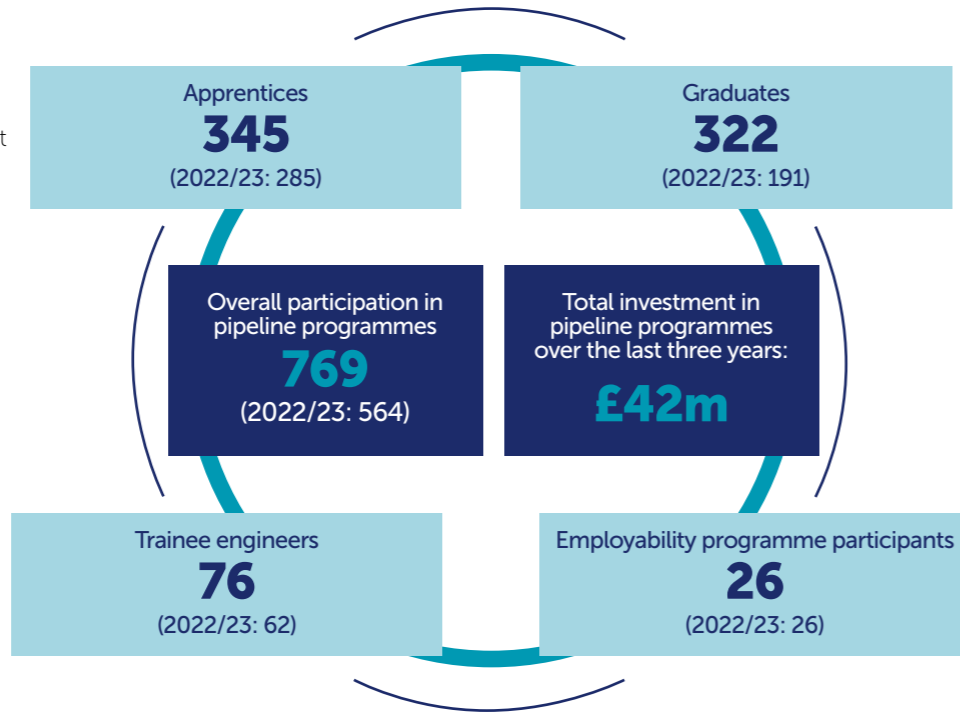 Apprentices
345
(2022/23: 285)
Graduates
322
(2022/23: 191)
Overall participation in
pipeline programmes
769
(2022/23: 564)
Total investment in
pipeline programmes
over the last three years:
£42m
Trainee engineers
76
(2022/23: 62)
Employability programme participants
26
(2022/23: 26)